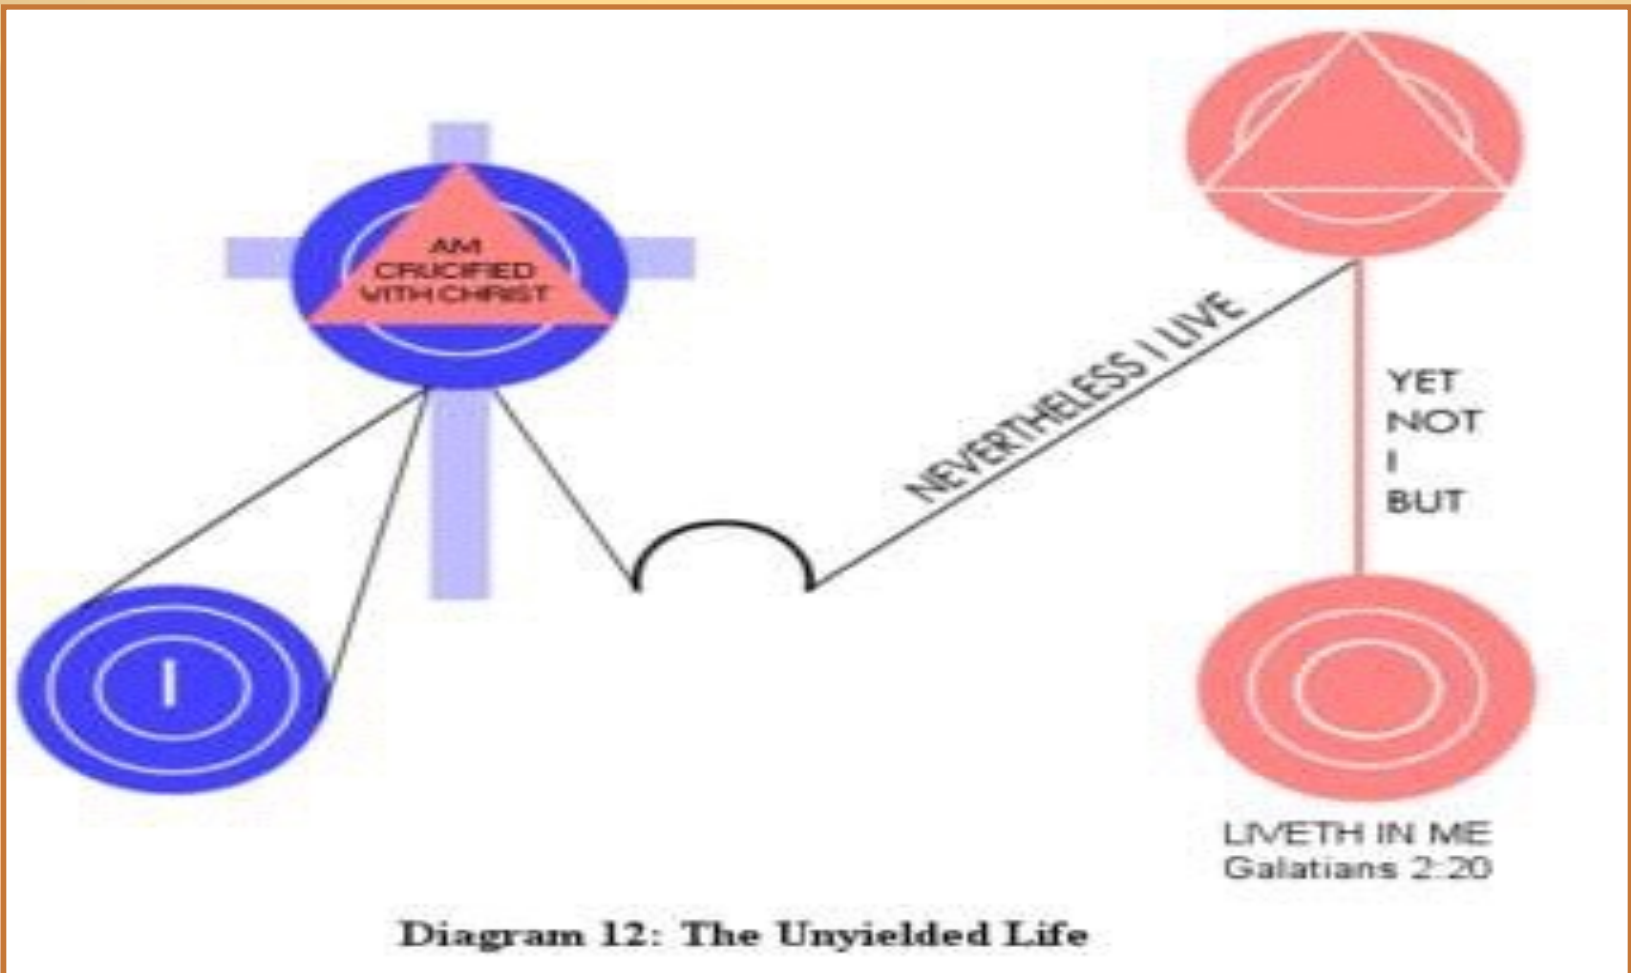 I
AM
CRUCIFIED
WITH CHRIST
NEVERTHELESS I LIVE
YET
NOT
I
BUT
LIVETH IN ME
Galatians 2:20
Diagram 12: The Unyielded Life